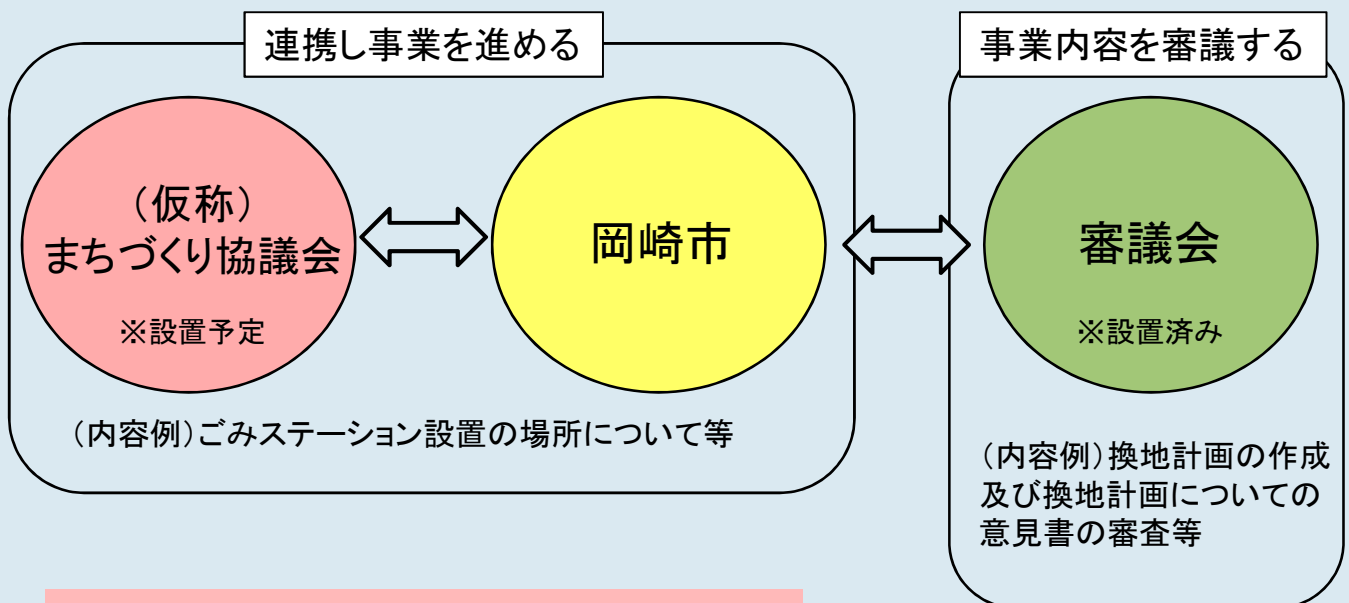 連携し事業を進める
事業内容を審議する
（仮称）
まちづくり協議会
※設置予定
岡崎市
審議会
※設置済み
（内容例）ごみステーション設置の場所について等
（内容例）換地計画の作成
及び換地計画についての
意見書の審査等